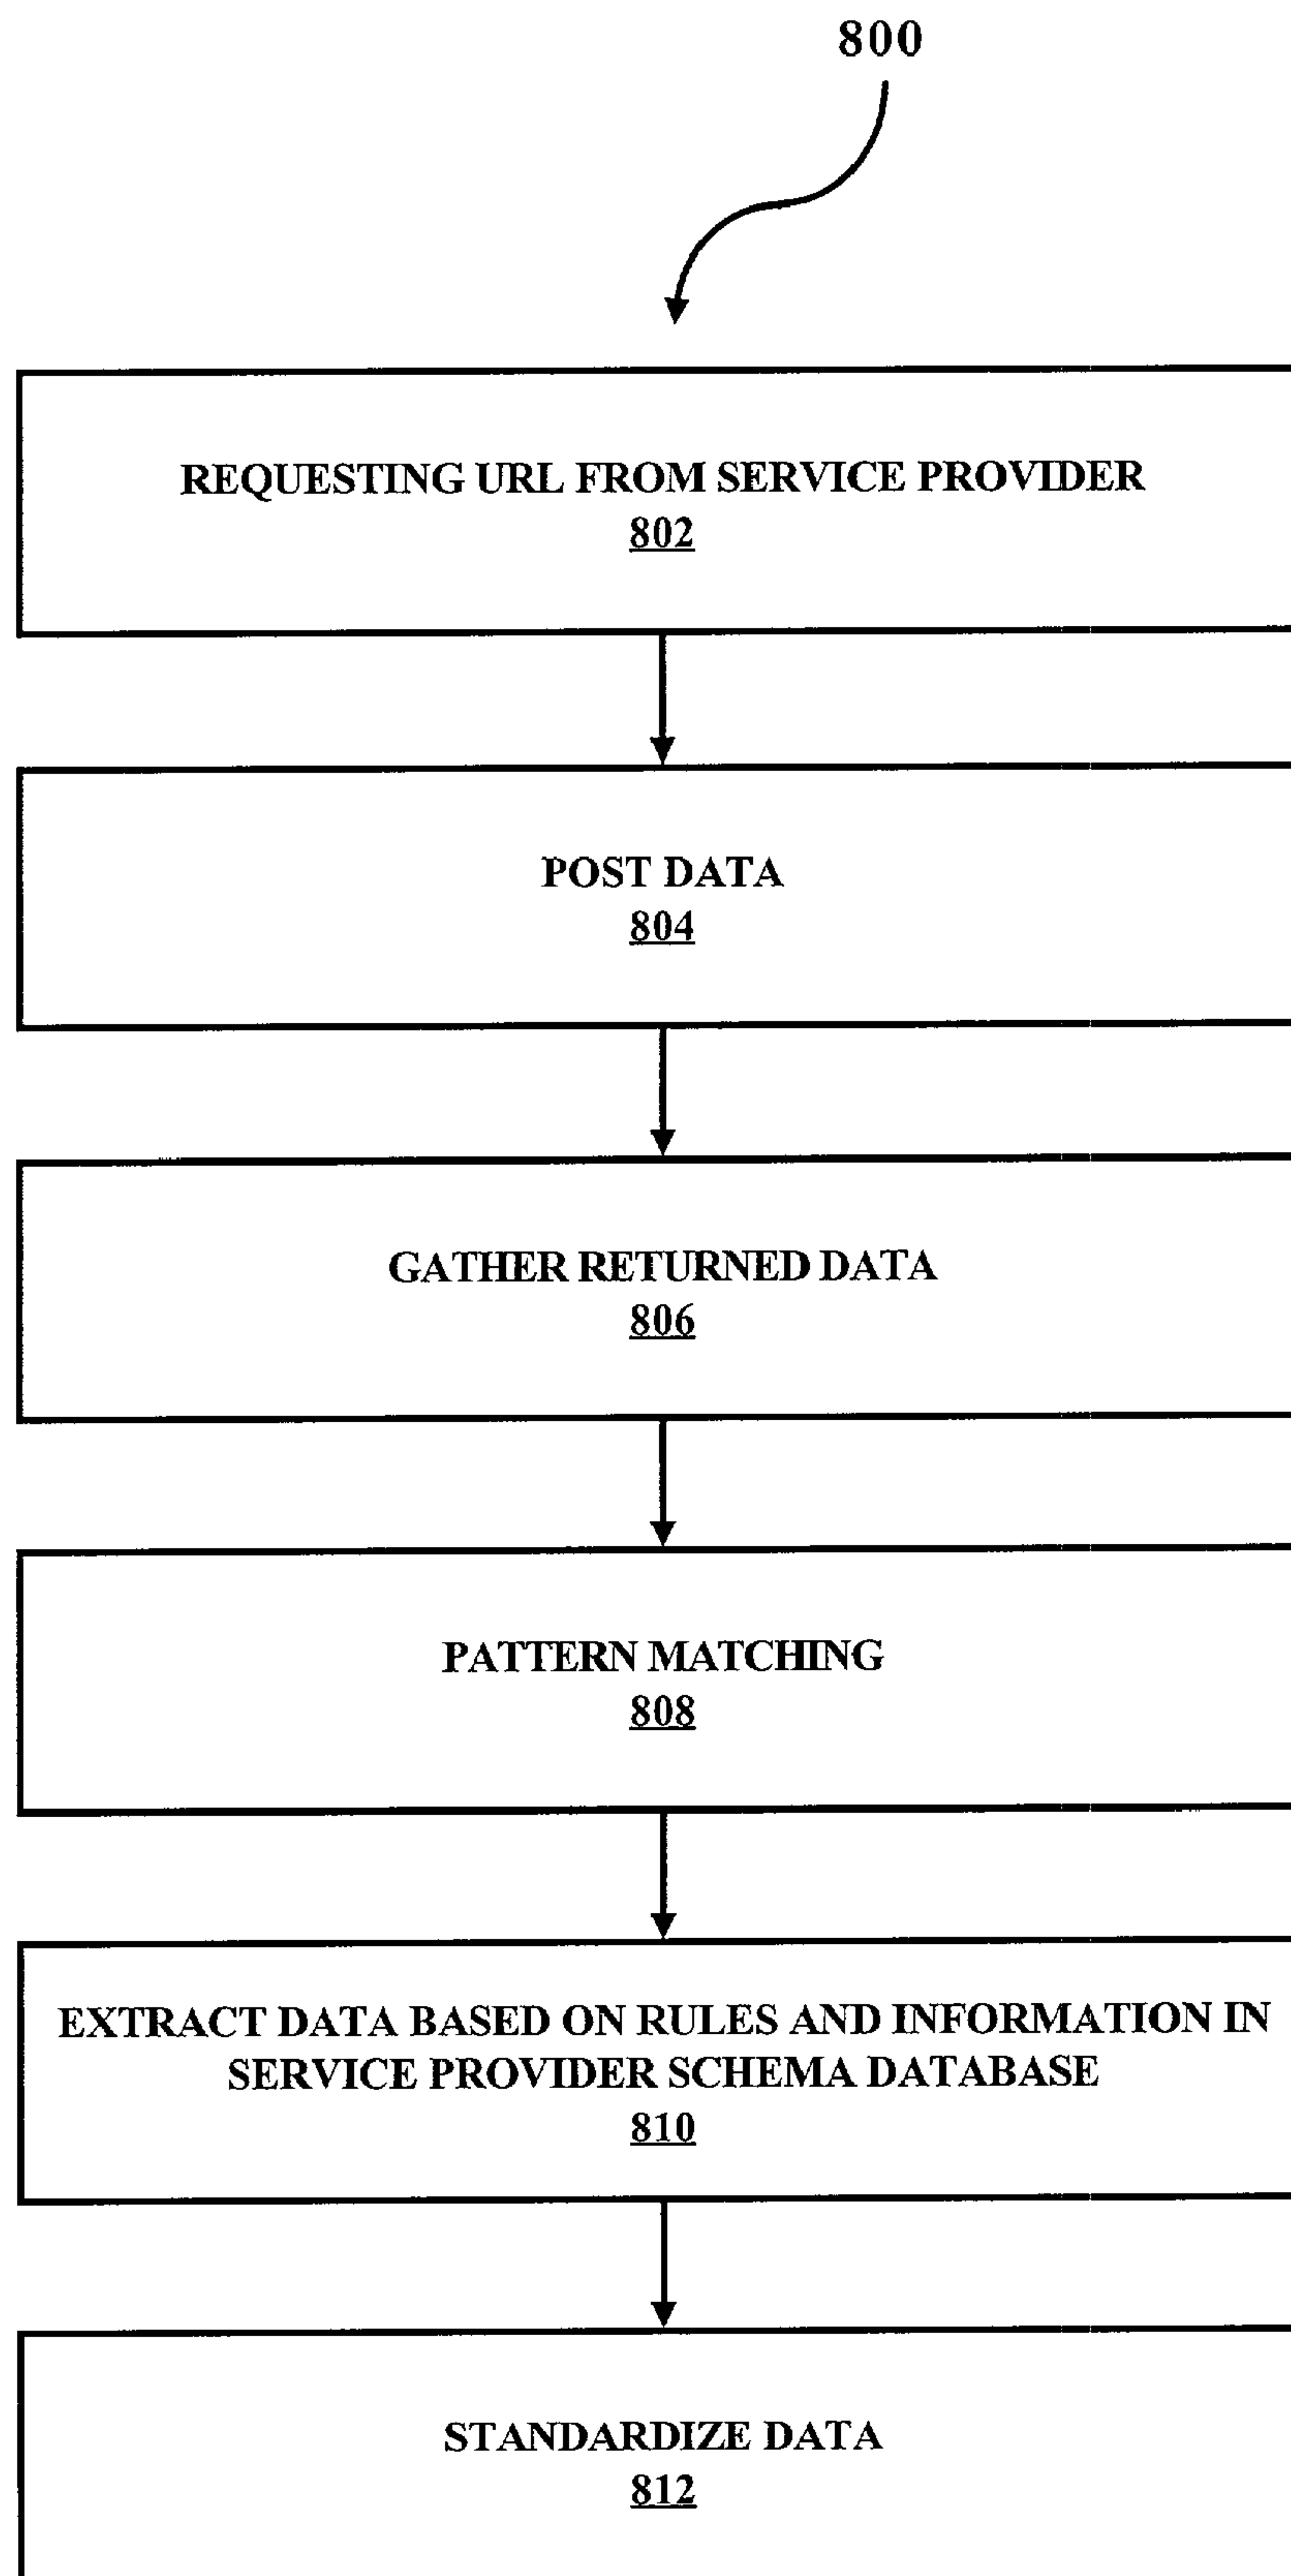 800
REQUESTING URL FROM SERVICE PROVIDER
802
POST DATA
804
GATHER RETURNED DATA
806
PATTERN MATCHING
808
EXTRACT DATA BASED ON RULES AND INFORMATION IN
SERVICE PROVIDER SCHEMA DATABASE
810
STANDARDIZE DATA
812